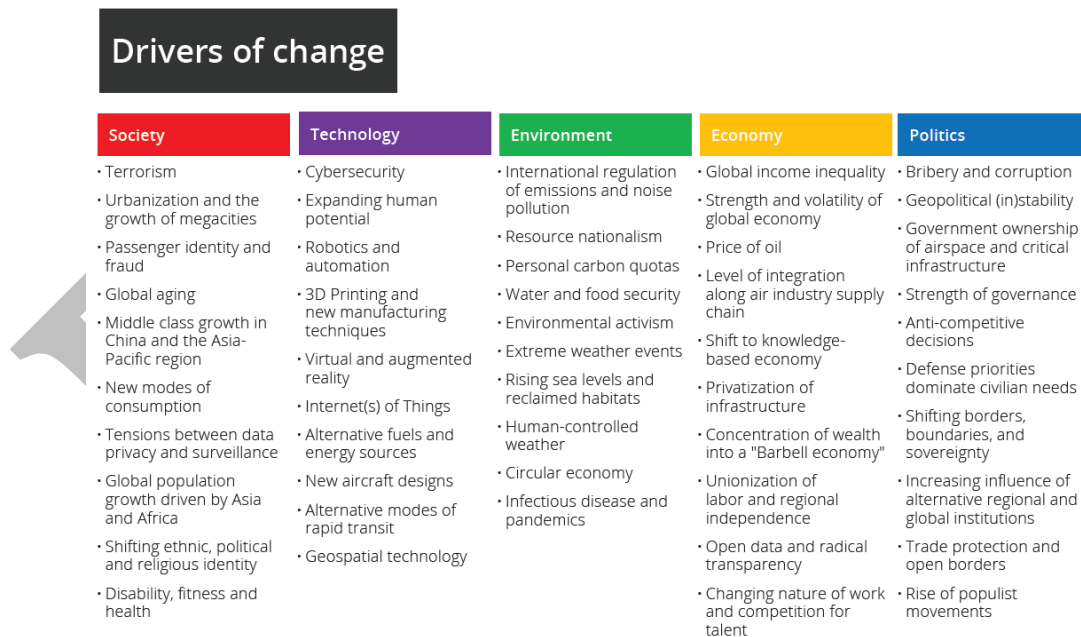 Drivers of change
Society
• Terrorism
• Urbanization and the
growth of megacities
• Passenger identity and
fraud
• Global aging
• Middle class growth in
China and the Asia-
Pacific region
• New modes of
consumption
• Tensions between data
privacy and surveillance
• Global population
growth driven by Asia
and Africa
• Shifting ethnic, political
and religious identity
• Disability, fitness and
health
Technology
• Cybersecurity
• Expanding human
potential
• Robotics and
automation
• 3D Printing and
new manufacturing
techniques
• Virtual and augmented
reality
• Internet(s) of Things
• Alternative fuels and
energy sources
• New aircraft designs
• Alternative modes of
rapid transit
• Geospatial technology
Environment
• International regulation
of emissions and noise
pollution
• Resource nationalism
• Personal carbon quotas
• Water and food security
• Environmental activism
• Extreme weather events
• Rising sea levels and
reclaimed habitats
• Human-controlled
weather
• Circular economy
• Infectious disease and
pandemics
Economy
• Global income inequality
• Strength and volatility of
global economy
• Price of oil
• Level of integration
along air industry supply
chain
• Shift to knowledge-
based economy
• Privatization of
infrastructure
• Concentration of wealth
into a "Barbell economy"
• Unionization of
labor and regional
independence
• Open data and radical
transparency
• Changing nature of work
and competition for
talent
Politics
• Bribery and corruption
• Geopolitical (in)stability
• Government ownership
of airspace and critical
infrastructure
• Strength of governance
• Anti-competitive
decisions
• Defense priorities
dominate civilian needs
• Shifting borders,
boundaries, and
sovereignty
• Increasing influence of
alternative regional and
global institutions
• Trade protection and
open borders
• Rise of populist
movements